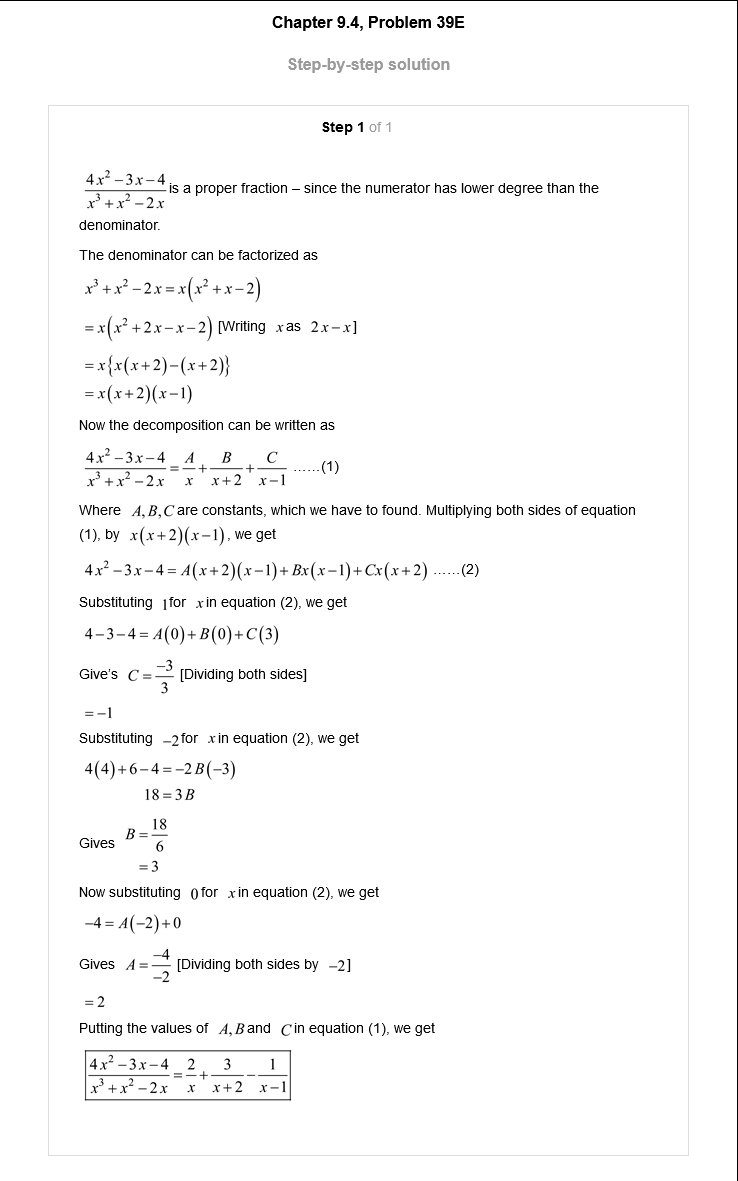 Chapter 9.4, Problem 39E
Step-by-step solution
Step 1 of 1
\frac{4x^2-3x-4}{x^3+x^2-2x} is a proper fraction – since the numerator has lower degree than the
denominator.
The denominator can be factorized as
x^3+x^2-2x=x(x^2+x-2)
=x(x^2+2x-x-2) [Writing x as 2x-x]
=x{x(x+2)-(x+2)}
=x(x+2)(x-1)
Now the decomposition can be written as
\frac{4x^2-3x-4}{x^3+x^2-2x}=\frac{A}{x}+\frac{B}{x+2}+\frac{C}{x-1} ......(1)
Where A,B,C are constants, which we have to found. Multiplying both sides of equation
(1), by x(x+2)(x-1), we get
4x^2-3x-4=A(x+2)(x-1)+Bx(x-1)+Cx(x+2) ......(2)
Substituting 1 for x in equation (2), we get
4-3-4=A(0)+B(0)+C(3)
Give's C=\frac{-3}{3} [Dividing both sides]
=-1
Substituting -2 for x in equation (2), we get
4(4)+6-4=-2B(-3)
18=3B
Gives B=\frac{18}{6}
=3
Now substituting 0 for x in equation (2), we get
-4=A(-2)+0
Gives A=\frac{-4}{-2} [Dividing both sides by -2]
=2
Putting the values of A,B and C in equation (1), we get
\frac{4x^2-3x-4}{x^3+x^2-2x}=\frac{2}{x}+\frac{3}{x+2}-\frac{1}{x-1}